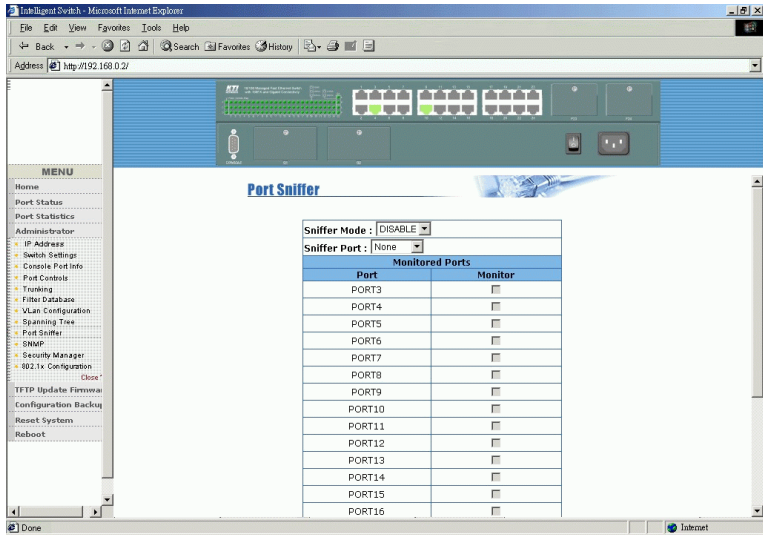 Intelligent Switch - Microsoft Internet Explorer
File Edit View Favorites Tools Help
Back Search Favorites History
Address http://192.168.0.2/
CONSOLE
MENU
Home
Port Status
Port Statistics
Administrator
IP Address
Switch Settings
Console Port Info
Port Controls
Trunking
Filter Database
VLan Configuration
Spanning Tree
Port Sniffer
SNMP
Security Manager
802.1x Configuration
Close
TFTP Update Firmwa
Configuration Backup
Reset System
Reboot
Port Sniffer
Sniffer Mode : DISABLE
Sniffer Port : None
Monitored Ports
Port Monitor
PORT3
PORT4
PORT5
PORT6
PORT7
PORT8
PORT9
PORT10
PORT11
PORT12
PORT13
PORT14
PORT15
PORT16
Done Internet